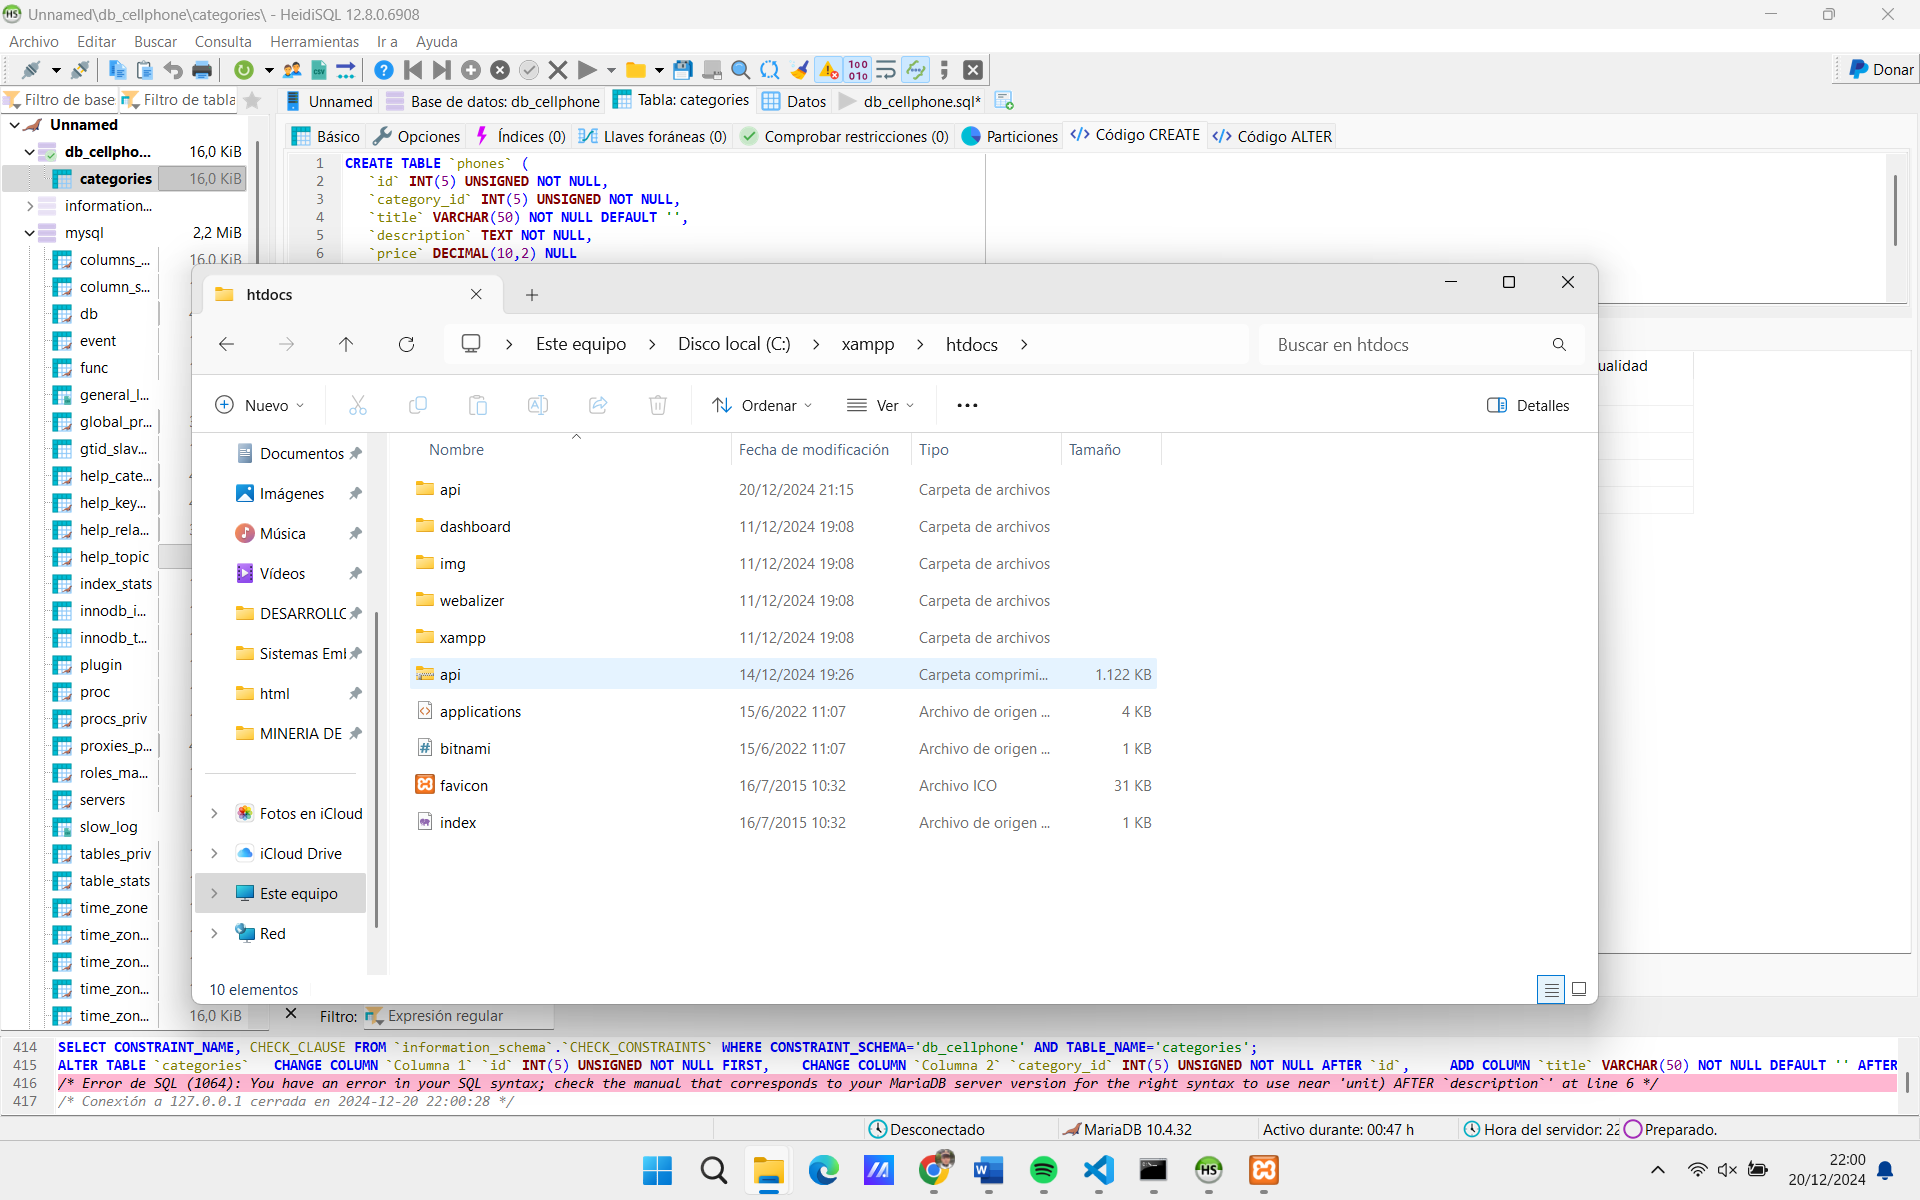 Unnamed\db_cellphone\categories\ - HeidiSQL 12.8.0.6908
Archivo Editar Buscar Consulta Herramientas Ir a Ayuda
Donar
Filtro de base Filtro de tabla
Unnamed Base de datos: db_cellphone Tabla: categories Datos db_cellphone.sql*
Básico Opciones Índices (0) Llaves foráneas (0) Comprobar restricciones (0) Particiones Código CREATE Código ALTER
Unnamed
db_cellpho... 16,0 KiB
categories 16,0 KiB
information...
mysql 2,2 MiB
columns_... 16,0 KiB
column_s...
db
event
func
general_l...
global_pr...
gtid_slav...
help_cate...
help_key...
help_rela...
help_topic
index_stats
innodb_i...
innodb_t...
plugin
proc
procs_priv
proxies_p...
roles_ma...
servers
slow_log
tables_priv
table_stats
time_zone
time_zon...
time_zon...
time_zon...
time_zon... 16,0 KiB
1 CREATE TABLE `phones` (
2 `id` INT(5) UNSIGNED NOT NULL,
3 `category_id` INT(5) UNSIGNED NOT NULL,
4 `title` VARCHAR(50) NOT NULL DEFAULT '',
5 `description` TEXT NOT NULL,
6 `price` DECIMAL(10,2) NULL
ualidad
htdocs
Este equipo Disco local (C:) xampp htdocs
Buscar en htdocs
Nuevo Ordenar Ver Detalles
Documentos
Imágenes
Música
Vídeos
DESARROLLO
Sistemas Emb
html
MINERIA DE
Fotos en iCloud
iCloud Drive
Este equipo
Red
Nombre Fecha de modificación Tipo Tamaño
api 20/12/2024 21:15 Carpeta de archivos
dashboard 11/12/2024 19:08 Carpeta de archivos
img 11/12/2024 19:08 Carpeta de archivos
webalizer 11/12/2024 19:08 Carpeta de archivos
xampp 11/12/2024 19:08 Carpeta de archivos
api 14/12/2024 19:26 Carpeta comprimi... 1.122 KB
applications 15/6/2022 11:07 Archivo de origen ... 4 KB
bitnami 15/6/2022 11:07 Archivo de origen ... 1 KB
favicon 16/7/2015 10:32 Archivo ICO 31 KB
index 16/7/2015 10:32 Archivo de origen ... 1 KB
10 elementos
Filtro: Expresión regular
414 SELECT CONSTRAINT_NAME, CHECK_CLAUSE FROM `information_schema`.`CHECK_CONSTRAINTS` WHERE CONSTRAINT_SCHEMA='db_cellphone' AND TABLE_NAME='categories';
415 ALTER TABLE `categories` CHANGE COLUMN `Columna 1` `id` INT(5) UNSIGNED NOT NULL FIRST, CHANGE COLUMN `Columna 2` `category_id` INT(5) UNSIGNED NOT NULL AFTER `id`, ADD COLUMN `title` VARCHAR(50) NOT NULL DEFAULT '' AFTER
416 /* Error de SQL (1064): You have an error in your SQL syntax; check the manual that corresponds to your MariaDB server version for the right syntax to use near 'unit) AFTER `description`' at line 6 */
417 /* Conexión a 127.0.0.1 cerrada en 2024-12-20 22:00:28 */
Desconectado MariaDB 10.4.32 Activo durante: 00:47 h Hora del servidor: 22 Preparado.
22:00
20/12/2024